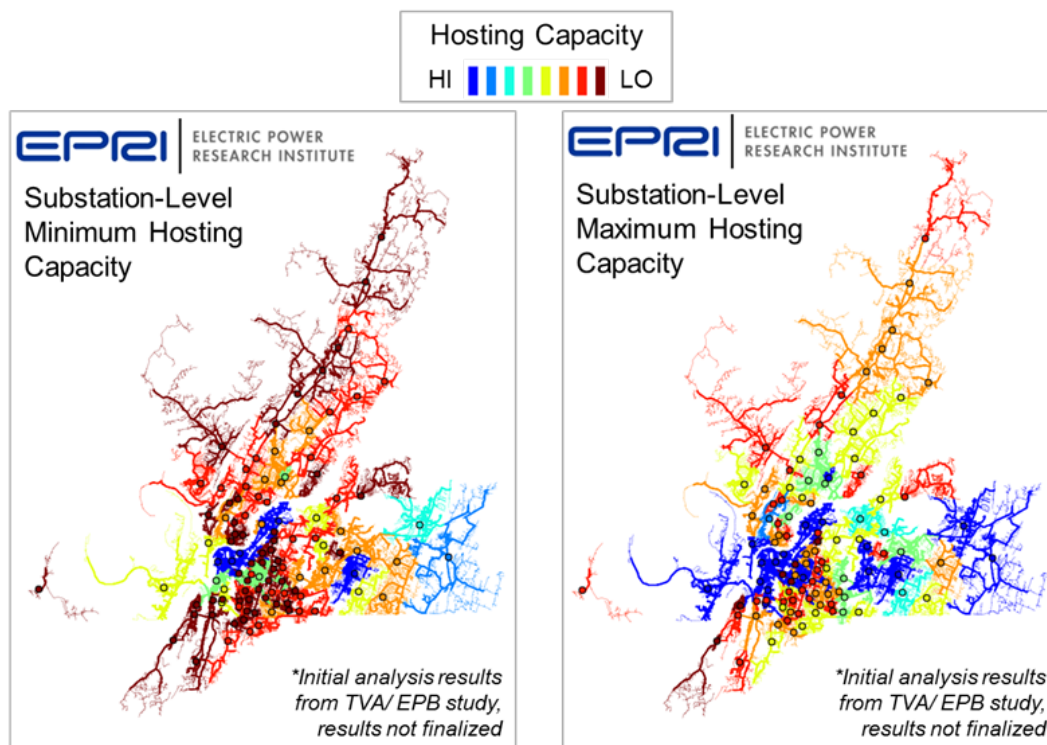 Hosting Capacity
HI LO
EPRI ELECTRIC POWER
RESEARCH INSTITUTE
Substation-Level
Minimum Hosting
Capacity
*Initial analysis results
from TVA/ EPB study,
results not finalized
EPRI ELECTRIC POWER
RESEARCH INSTITUTE
Substation-Level
Maximum Hosting
Capacity
*Initial analysis results
from TVA/ EPB study,
results not finalized